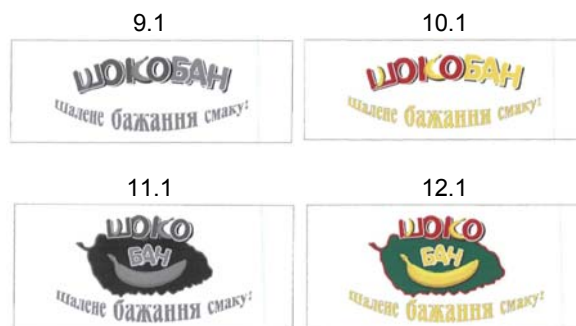 9.1
10.1
ШОКОБАН
шалене бажання смаку:
ШОКОБАН
шалене бажання смаку:
11.1
12.1
ШОКО
БАН
шалене бажання смаку:
ШОКО
БАН
шалене бажання смаку: